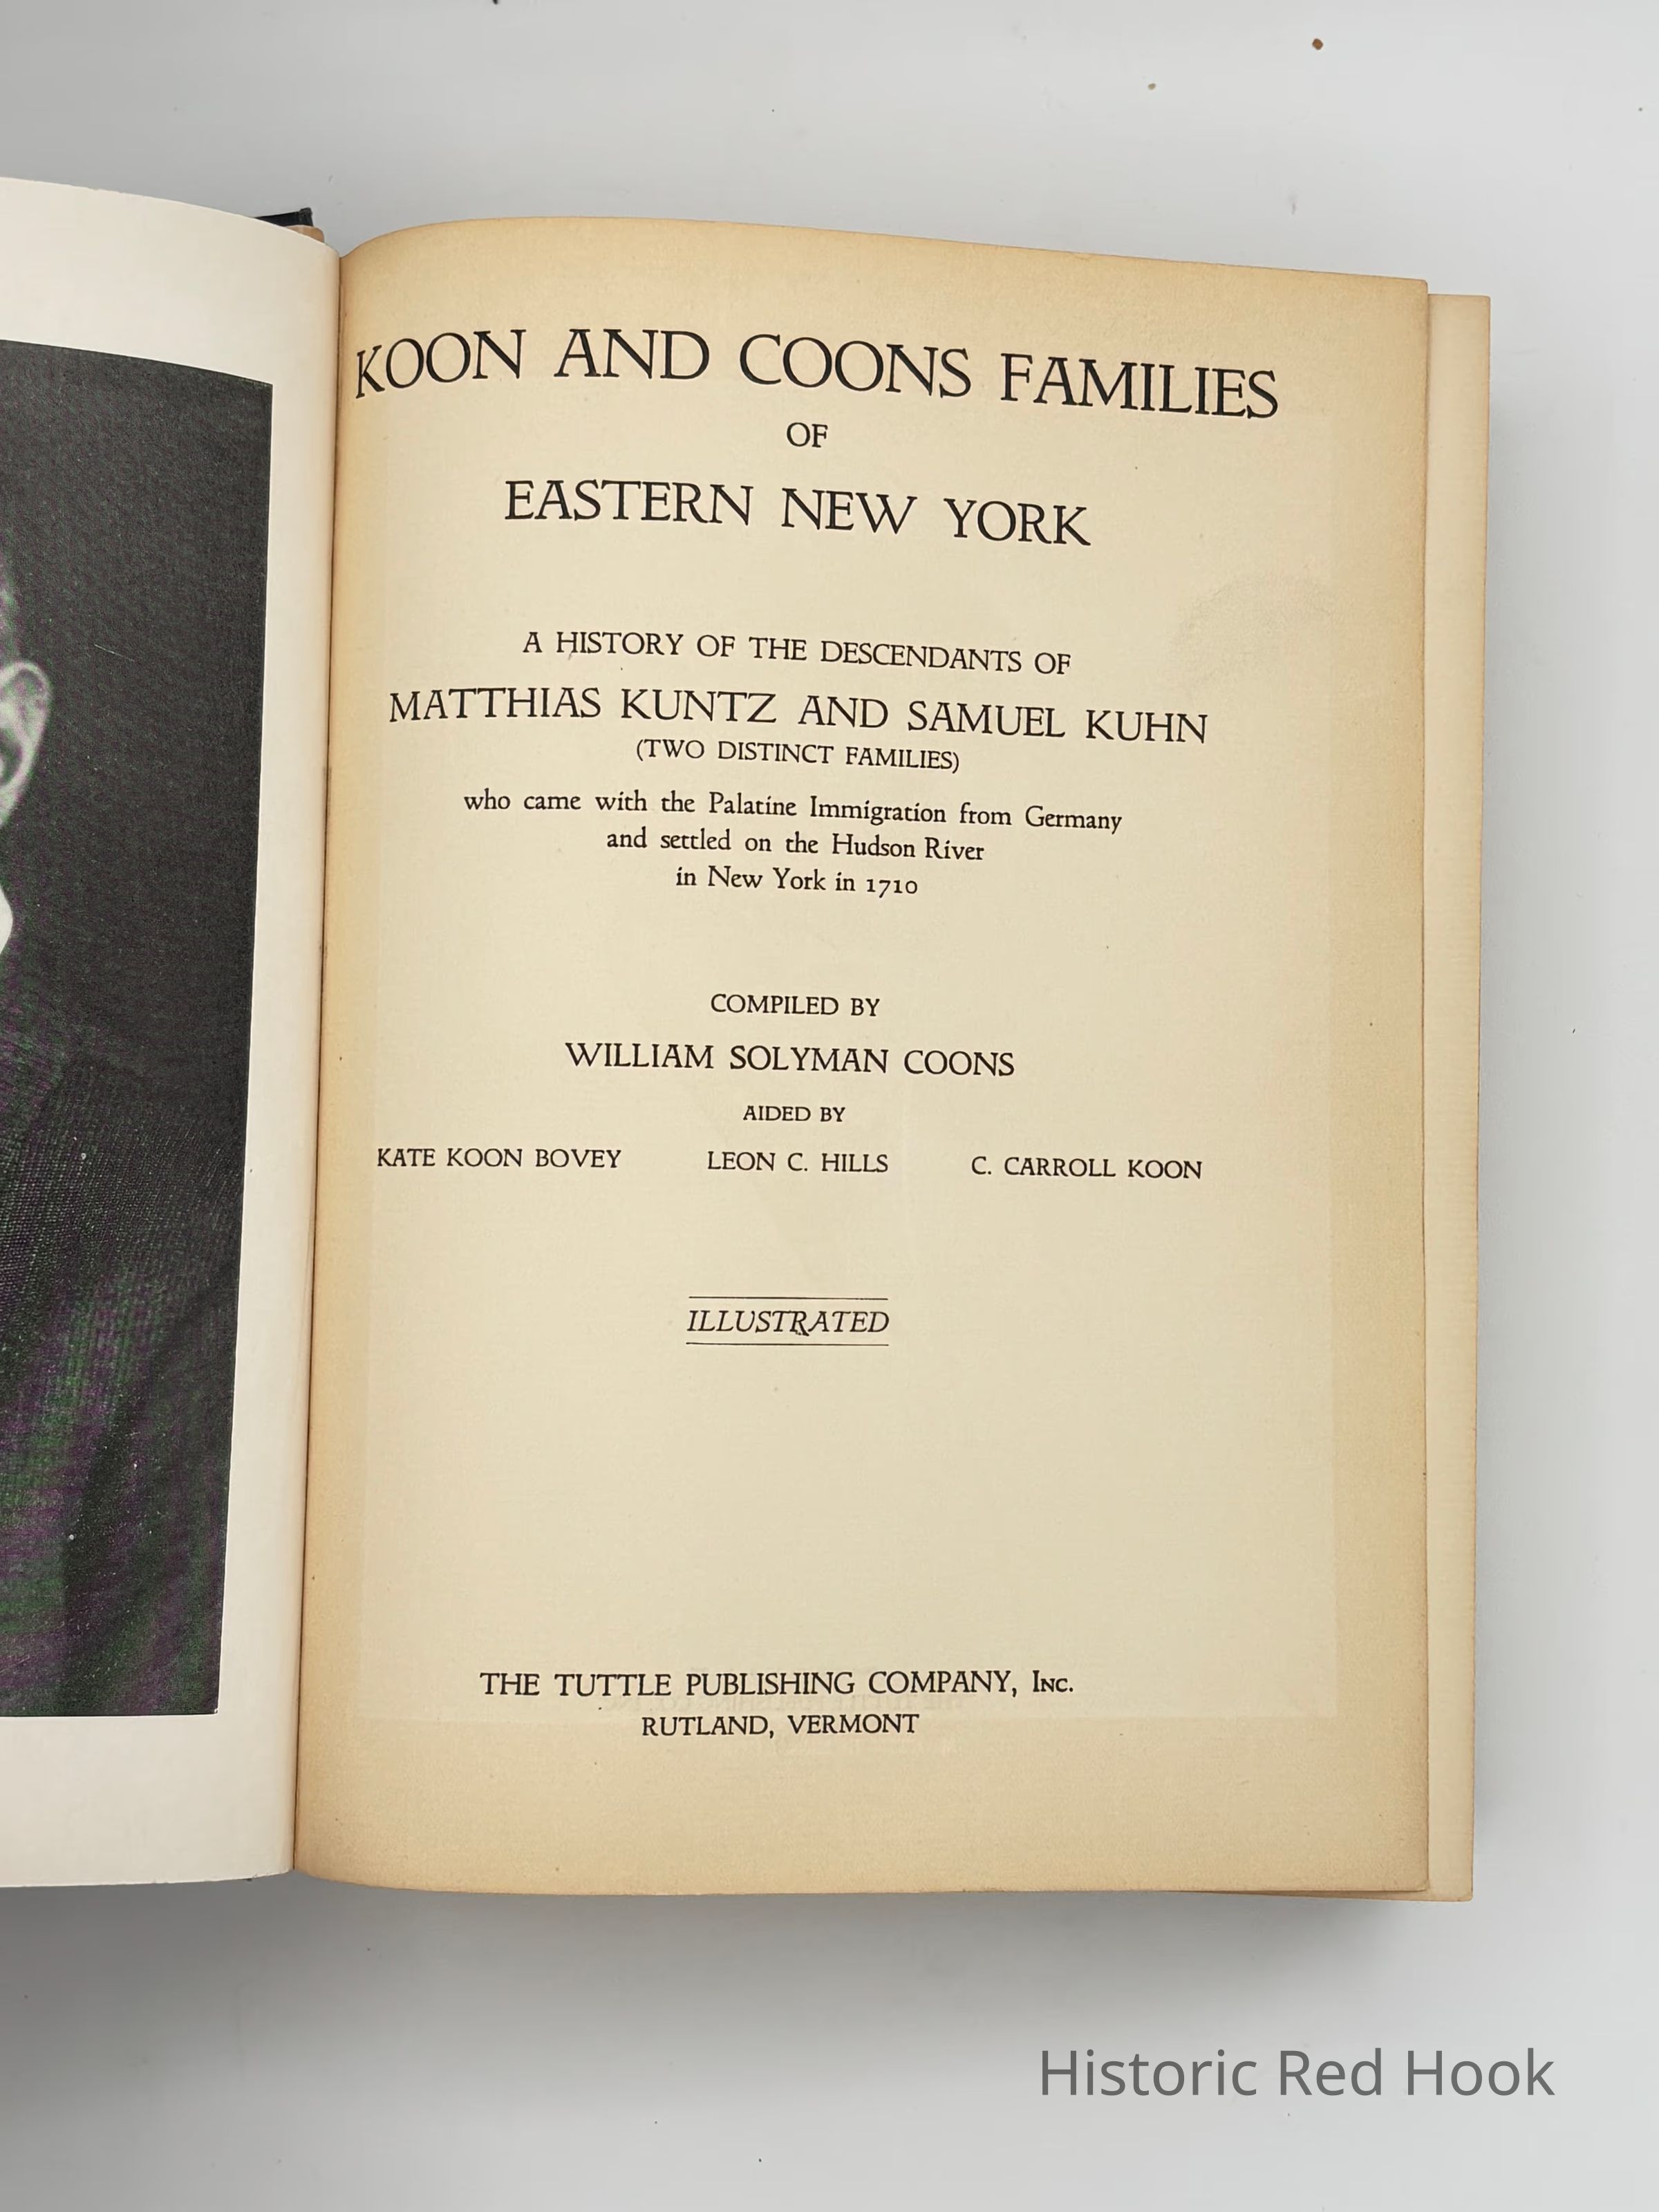 KOON AND COONS FAMILIES
OF
EASTERN NEW YORK
A HISTORY OF THE DESCENDANTS OF
MATTHIAS KUNTZ AND SAMUEL KUHN
(TWO DISTINCT FAMILIES)
who came with the Palatine Immigration from Germany
and settled on the Hudson River
in New York in 1710
COMPILED BY
WILLIAM SOLYMAN COONS
AIDED BY
KATE KOON BOVEY LEON C. HILLS C. CARROLL KOON
ILLUSTRATED
THE TUTTLE PUBLISHING COMPANY, INC.
RUTLAND, VERMONT
Historic Red Hook